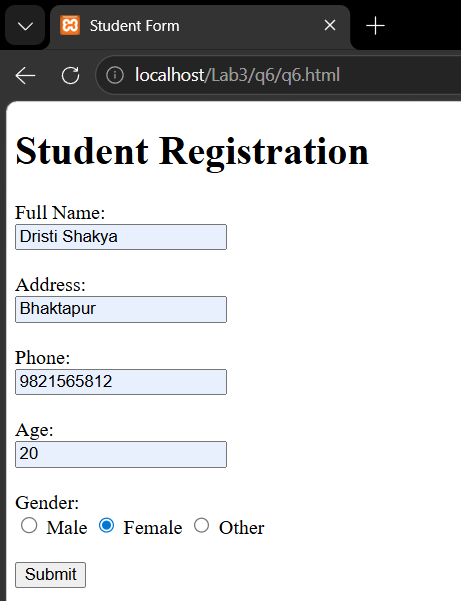 Student Form
localhost/Lab3/q6/q6.html
Student Registration
Full Name:
Dristi Shakya
Address:
Bhaktapur
Phone:
9821565812
Age:
20
Gender:
Male Female Other
Submit